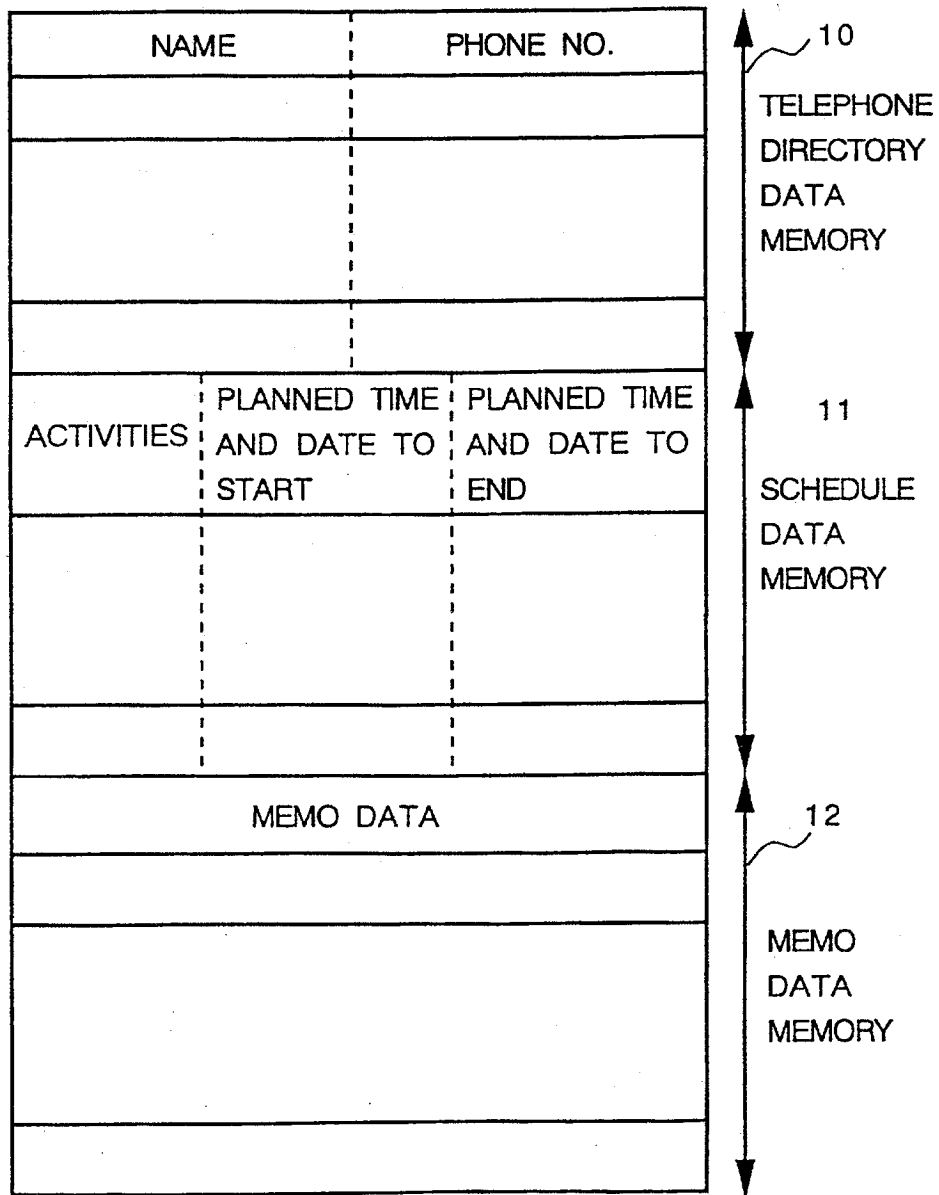 NAME
PHONE NO.
10
TELEPHONE
DIRECTORY
DATA
MEMORY
ACTIVITIES
PLANNED TIME
AND DATE TO
START
PLANNED TIME
AND DATE TO
END
11
SCHEDULE
DATA
MEMORY
MEMO DATA
12
MEMO
DATA
MEMORY